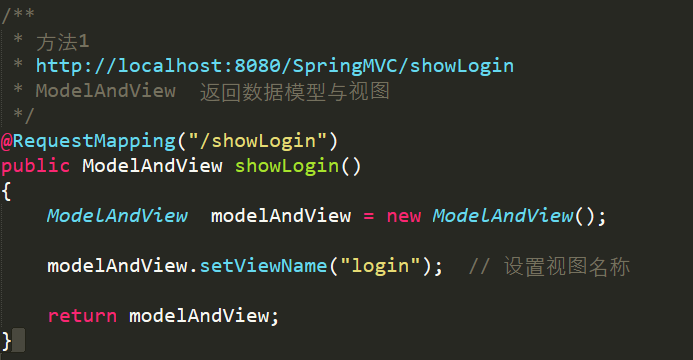 /**
 * 方法1
 * http://localhost:8080/SpringMVC/showLogin
 * ModelAndView  返回数据模型与视图
 */
@RequestMapping("/showLogin")
public ModelAndView showLogin()
{
    ModelAndView  modelAndView = new ModelAndView();
    modelAndView.setViewName("login");  // 设置视图名称
    return modelAndView;
}